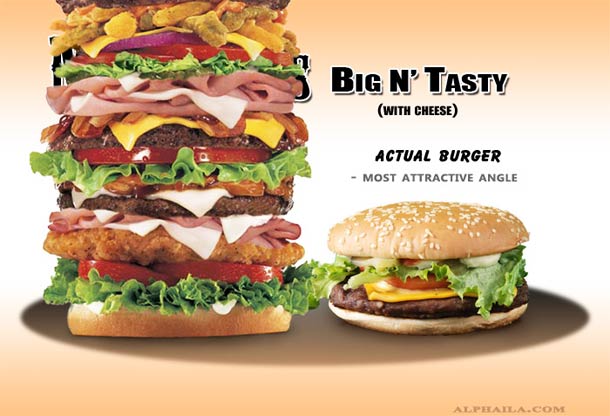 BIG N' TASTY
(WITH CHEESE)
ACTUAL BURGER
- MOST ATTRACTIVE ANGLE
ALPHAILA.COM